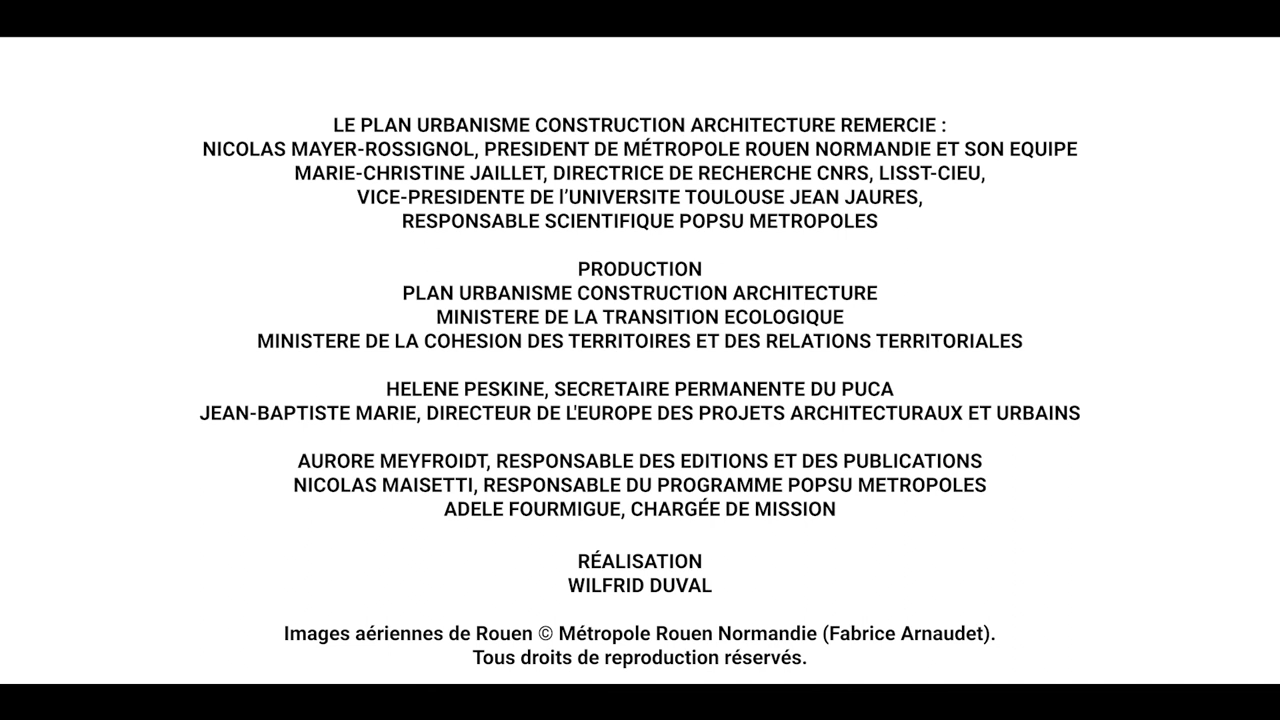 LE PLAN URBANISME CONSTRUCTION ARCHITECTURE REMERCIE :
NICOLAS MAYER-ROSSIGNOL, PRESIDENT DE MÉTROPOLE ROUEN NORMANDIE ET SON EQUIPE
MARIE-CHRISTINE JAILLET, DIRECTRICE DE RECHERCHE CNRS, LISST-CIEU,
VICE-PRESIDENTE DE l’UNIVERSITE TOULOUSE JEAN JAURES,
RESPONSABLE SCIENTIFIQUE POPSU METROPOLES
PRODUCTION
PLAN URBANISME CONSTRUCTION ARCHITECTURE
MINISTERE DE LA TRANSITION ECOLOGIQUE
MINISTERE DE LA COHESION DES TERRITOIRES ET DES RELATIONS TERRITORIALES
HELENE PESKINE, SECRETAIRE PERMANENTE DU PUCA
JEAN-BAPTISTE MARIE, DIRECTEUR DE L'EUROPE DES PROJETS ARCHITECTURAUX ET URBAINS
AURORE MEYFROIDT, RESPONSABLE DES EDITIONS ET DES PUBLICATIONS
NICOLAS MAISETTI, RESPONSABLE DU PROGRAMME POPSU METROPOLES
ADELE FOURMIGUE, CHARGÉE DE MISSION
RÉALISATION
WILFRID DUVAL
Images aériennes de Rouen © Métropole Rouen Normandie (Fabrice Arnaudet).
Tous droits de reproduction réservés.